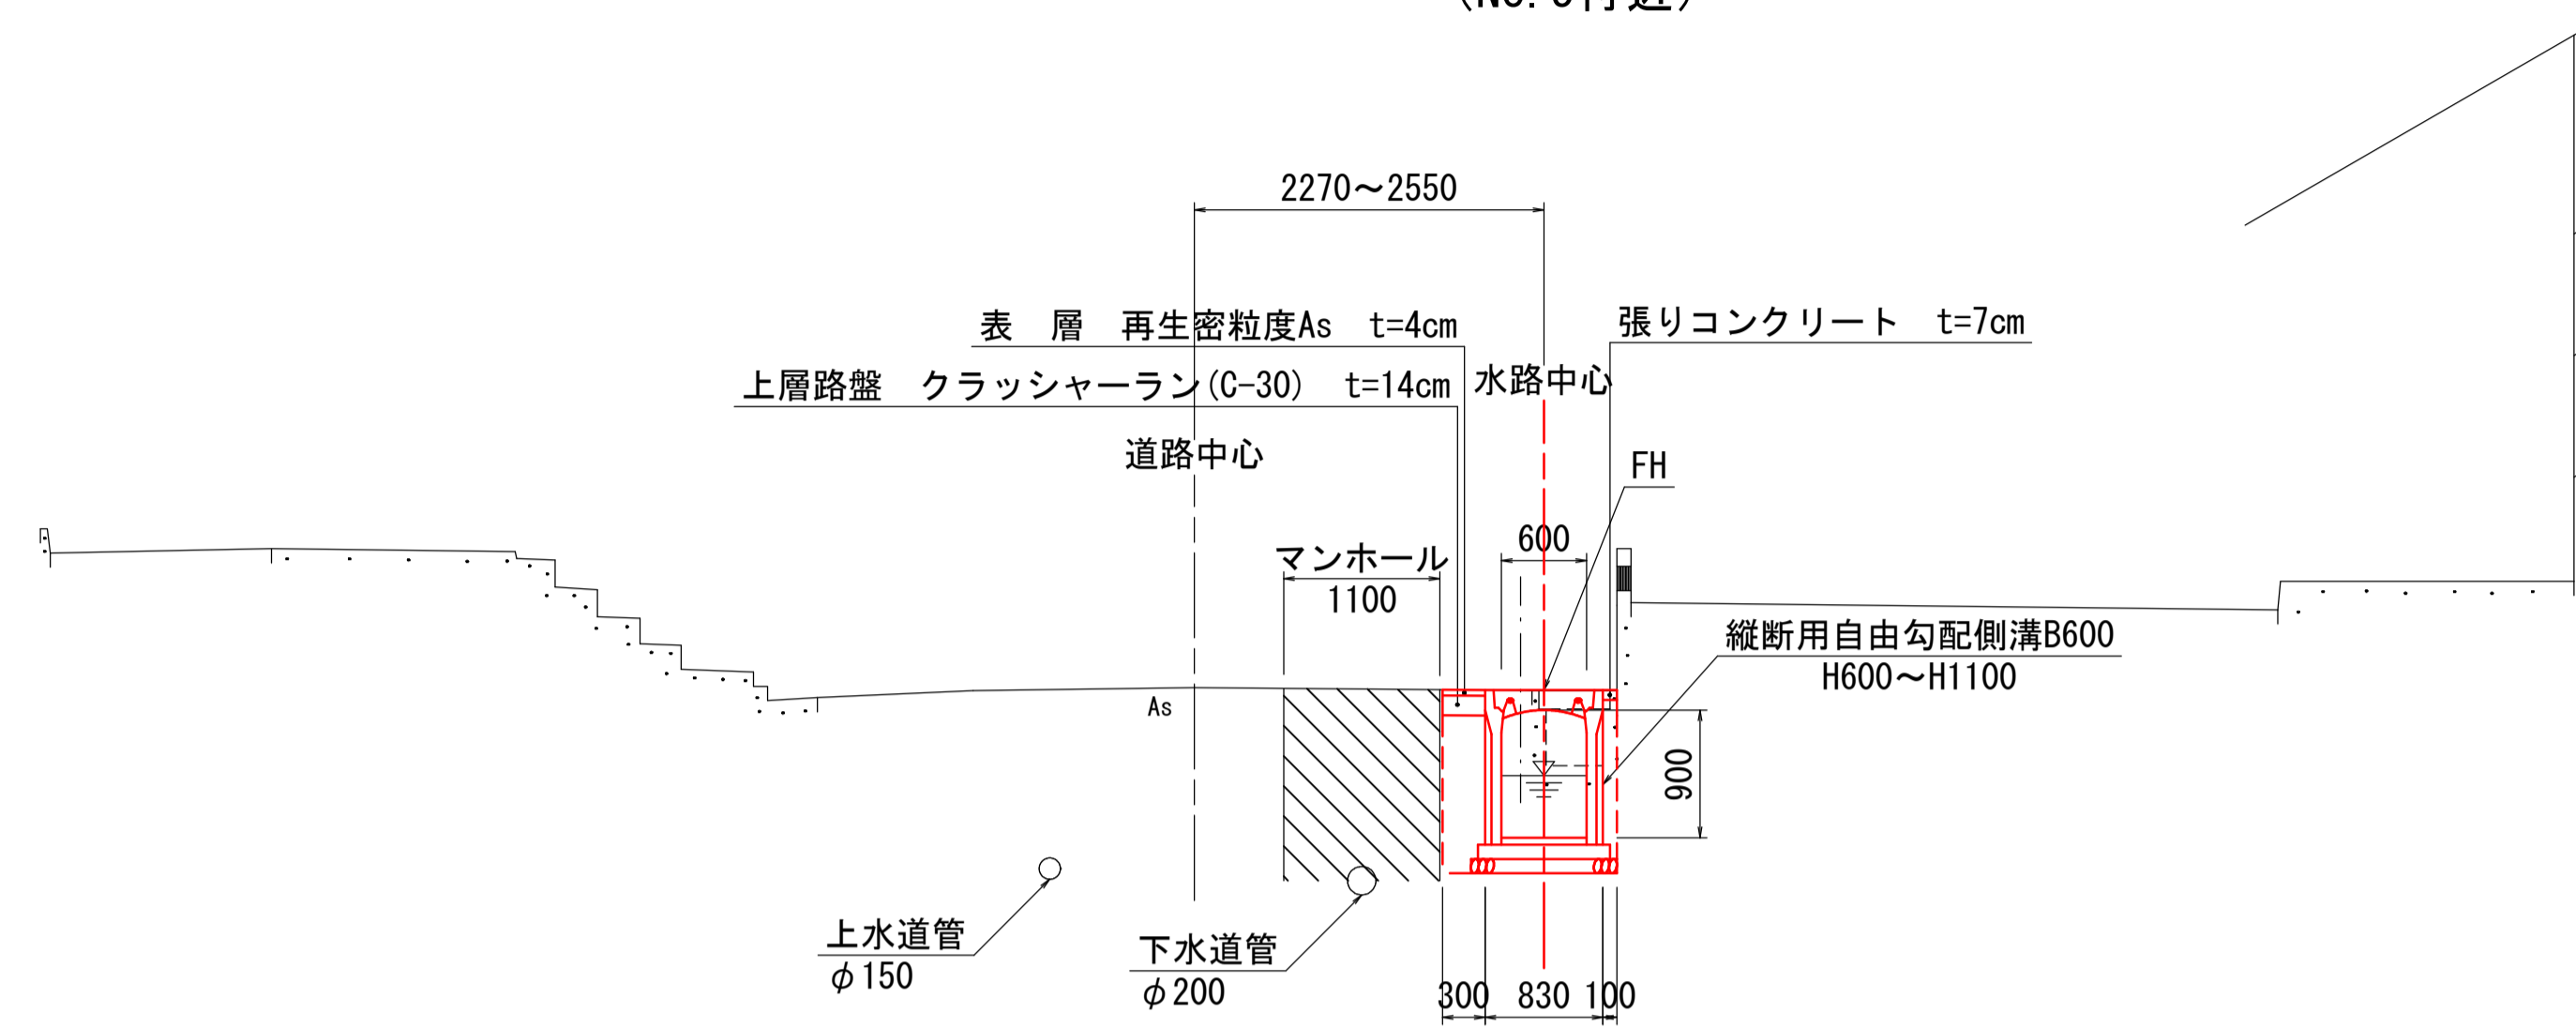 2270～2550
表　層　再生密粒度As　t=4cm
張りコンクリート　t=7cm
上層路盤　クラッシャーラン(C-30)　t=14cm
水路中心
道路中心
FH
600
マンホール
1100
縦断用自由勾配側溝B600
H600～H1100
As
900
上水道管
φ150
下水道管
φ200
300 830 100